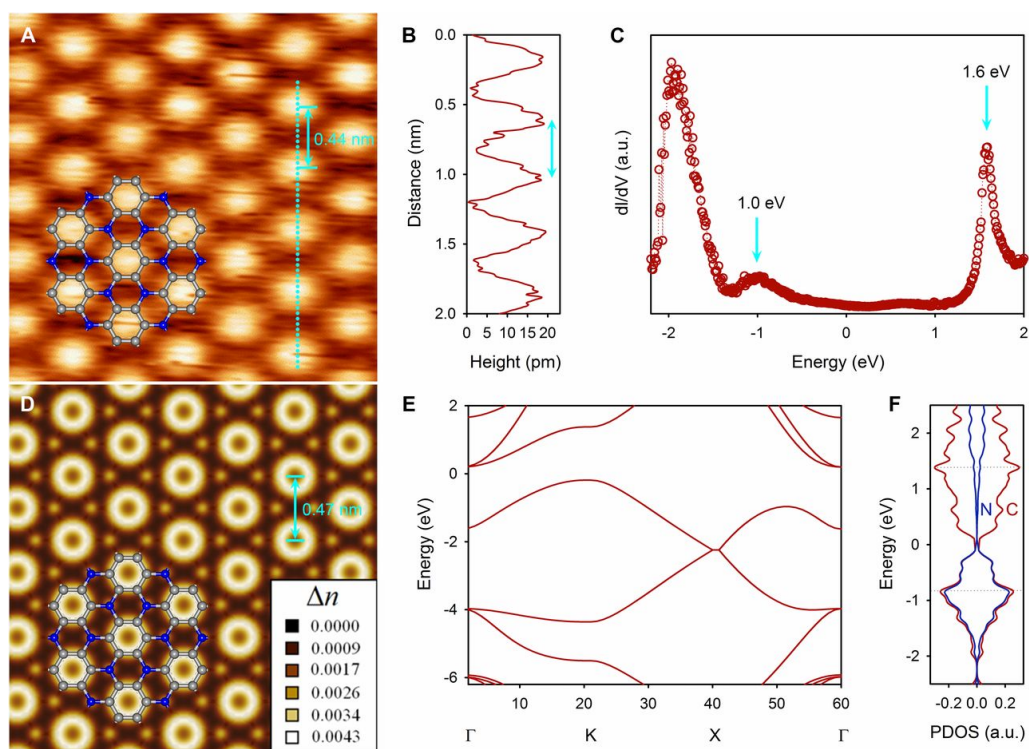 A
0.44 nm
B
0.0
0.5
1.0
1.5
2.0
Distance (nm)
0 5 10 15 20
Height (pm)
C
1.0 eV
1.6 eV
dI/dV (a.u.)
-2 -1 0 1 2
Energy (eV)
D
0.47 nm
Δn
0.0000
0.0009
0.0017
0.0026
0.0034
0.0043
E
2
0
-2
-4
-6
Energy (eV)
10 20 30 40 50 60
Γ K X Γ
F
2
1
0
-1
-2
Energy (eV)
N C
-0.2 0.0 0.2
PDOS (a.u.)